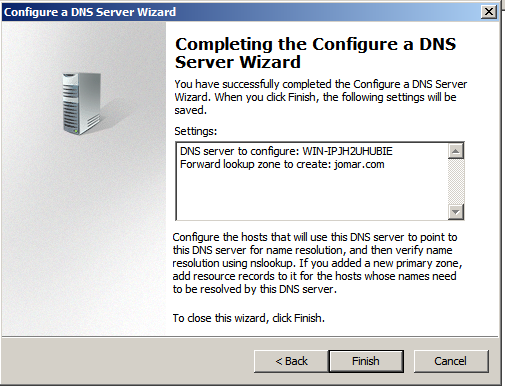 Configure a DNS Server Wizard
Completing the Configure a DNS
Server Wizard
You have successfully completed the Configure a DNS Server
Wizard. When you click Finish, the following settings will be
saved.
Settings:
DNS server to configure: WIN-IPJH2UHUBIE
Forward lookup zone to create: jomar.com
Configure the hosts that will use this DNS server to point to
this DNS server for name resolution, and then verify name
resolution using nslookup. If you added a new primary zone,
add resource records to it for the hosts whose names need
to be resolved by this DNS server.
To close this wizard, click Finish.
< Back
Finish
Cancel